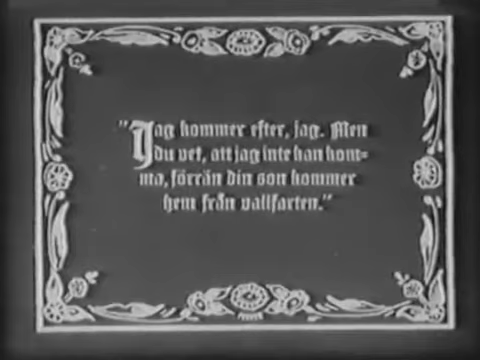 "Jag kommer efter, jag. Men
du vet, att jag inte kan kom=
ma, förrän din son kommer
hem från vallfarten."